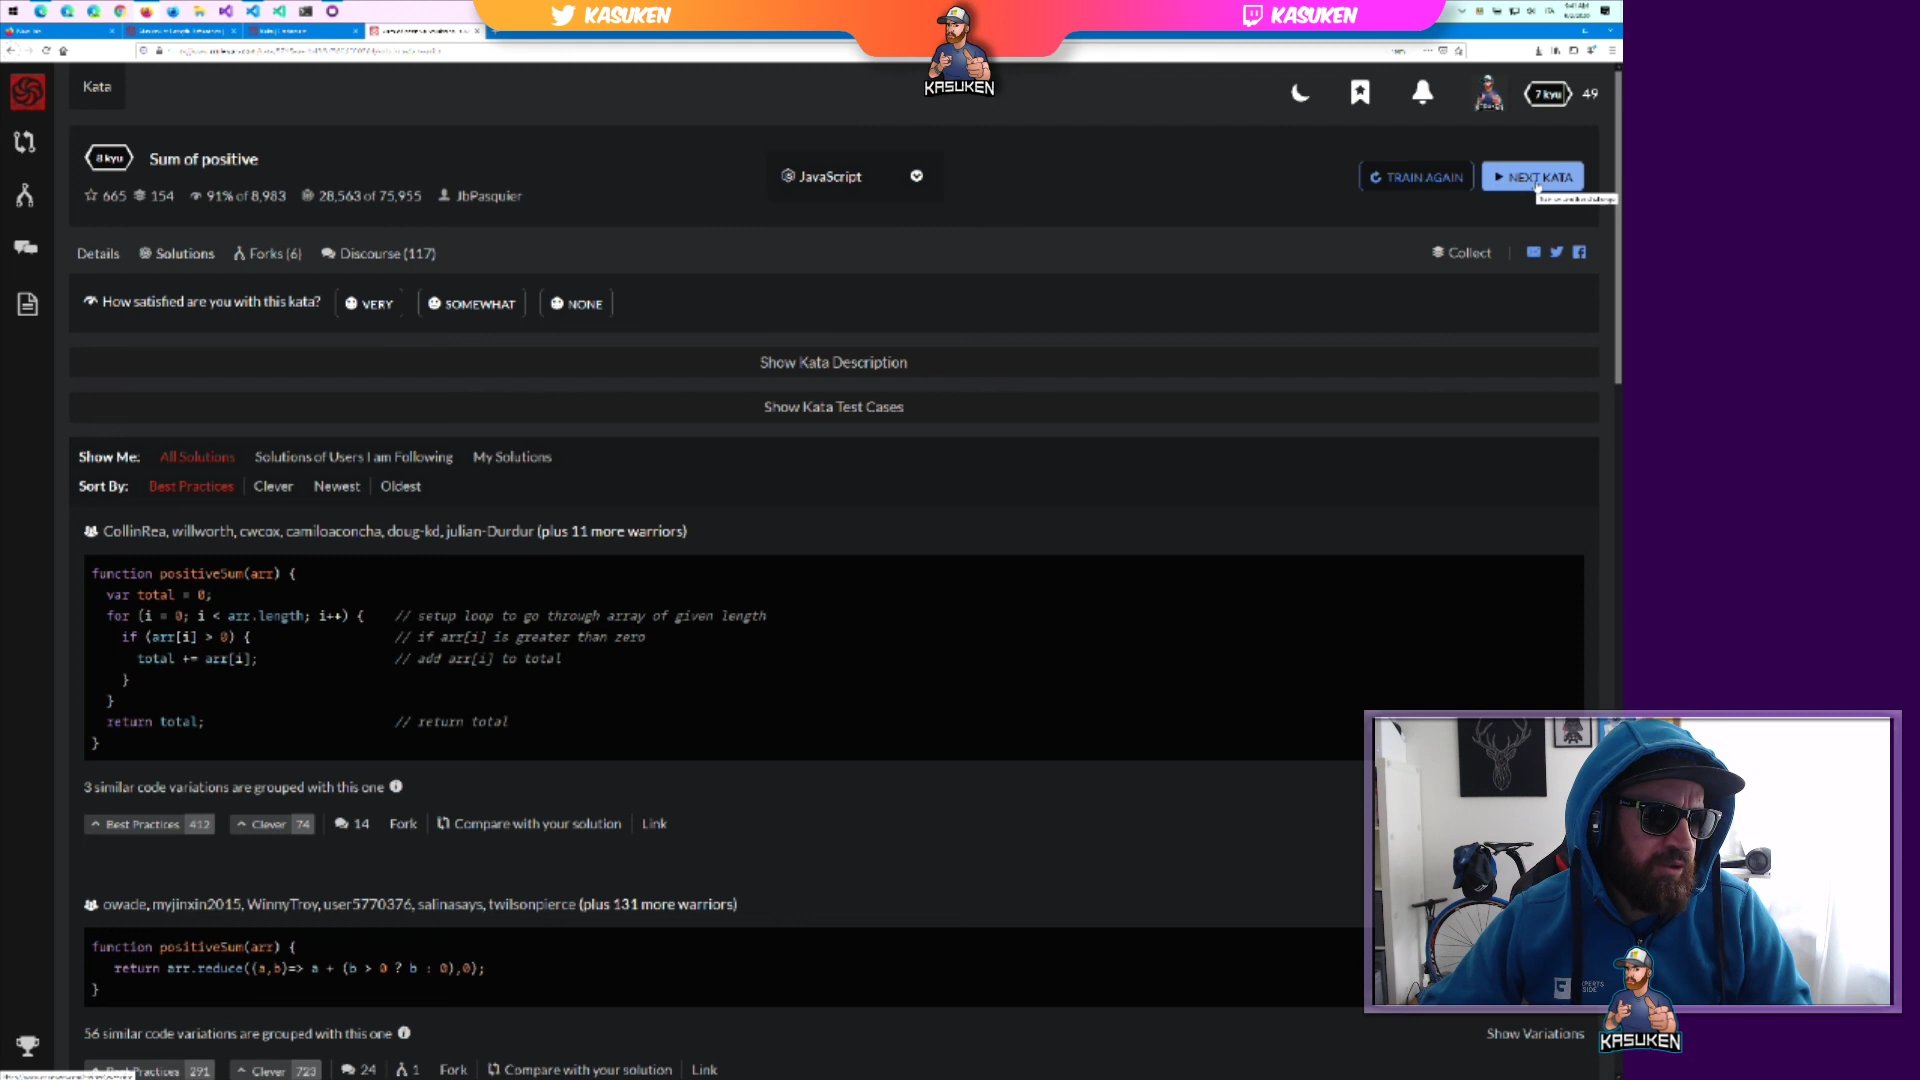 KASUKEN
KASUKEN
KASUKEN
Kata
7 kyu 49
8 kyu Sum of positive
JavaScript
TRAIN AGAIN
NEXT KATA
665 154 91% of 8,983 28,563 of 75,955 JbPasquier
Details Solutions Forks (6) Discourse (117)
Collect
How satisfied are you with this kata? VERY SOMEWHAT NONE
Show Kata Description
Show Kata Test Cases
Show Me: All Solutions Solutions of Users I am Following My Solutions
Sort By: Best Practices Clever Newest Oldest
CollinRea, willworth, cwcox, camiloaconcha, doug-kd, julian-Durdur (plus 11 more warriors)
function positiveSum(arr) {
var total = 0;
for (i = 0; i < arr.length; i++) { // setup loop to go through array of given length
if (arr[i] > 0) { // if arr[i] is greater than zero
total += arr[i]; // add arr[i] to total
}
}
return total; // return total
}
3 similar code variations are grouped with this one
Best Practices 412 Clever 74 14 Fork Compare with your solution Link
owade, myjinxin2015, WinnyTroy, user5770376, salinasays, twilsonpierce (plus 131 more warriors)
function positiveSum(arr) {
return arr.reduce((a,b)=> a + (b > 0 ? b : 0),0);
}
56 similar code variations are grouped with this one
Show Variations
Practices 291 Clever 723 24 1 Fork Compare with your solution Link
XPERTS
SIDE
KASUKEN